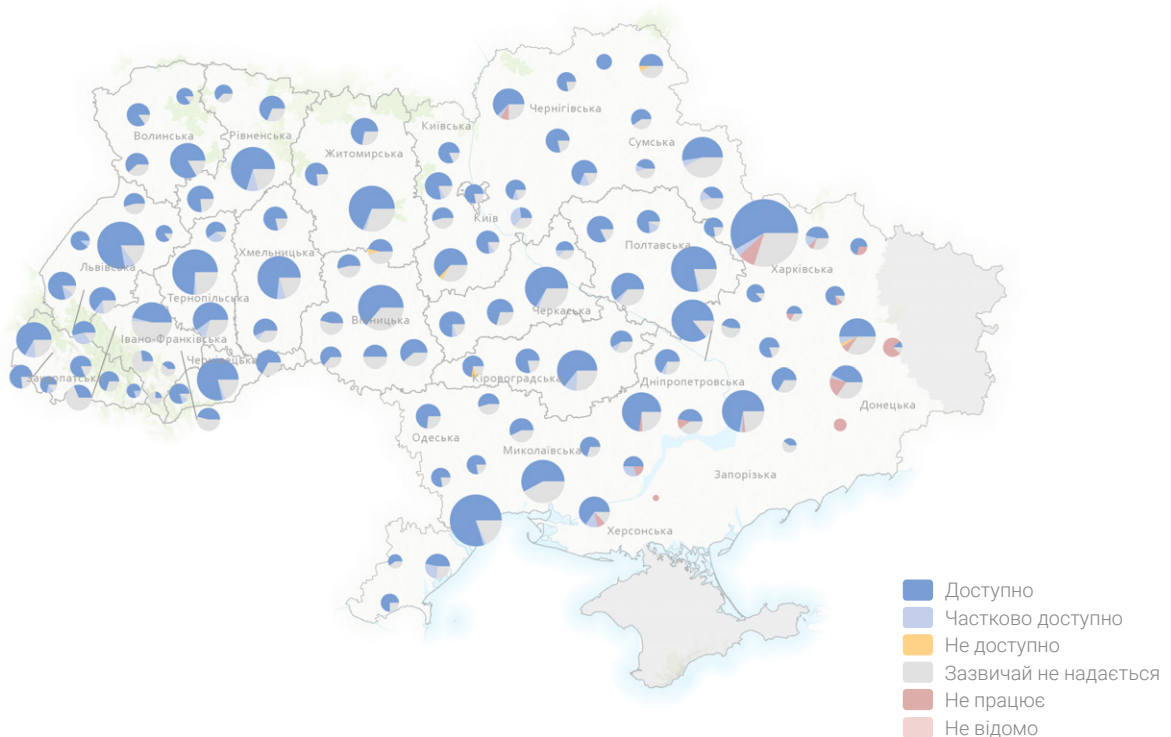 Чернігівська
Київська
Волинська
Рівненська
Житомирська
Сумська
Київ
Полтавська
Хмельницька
Львівська
Харківська
Тернопільська
Черкаська
Вінницька
Івано-Франківська
Чернівецька
Закарпатська
Кіровоградська
Дніпропетровська
Донецька
Одеська
Миколаївська
Запорізька
Херсонська
Доступно
Частково доступно
Не доступно
Зазвичай не надається
Не працює
Не відомо